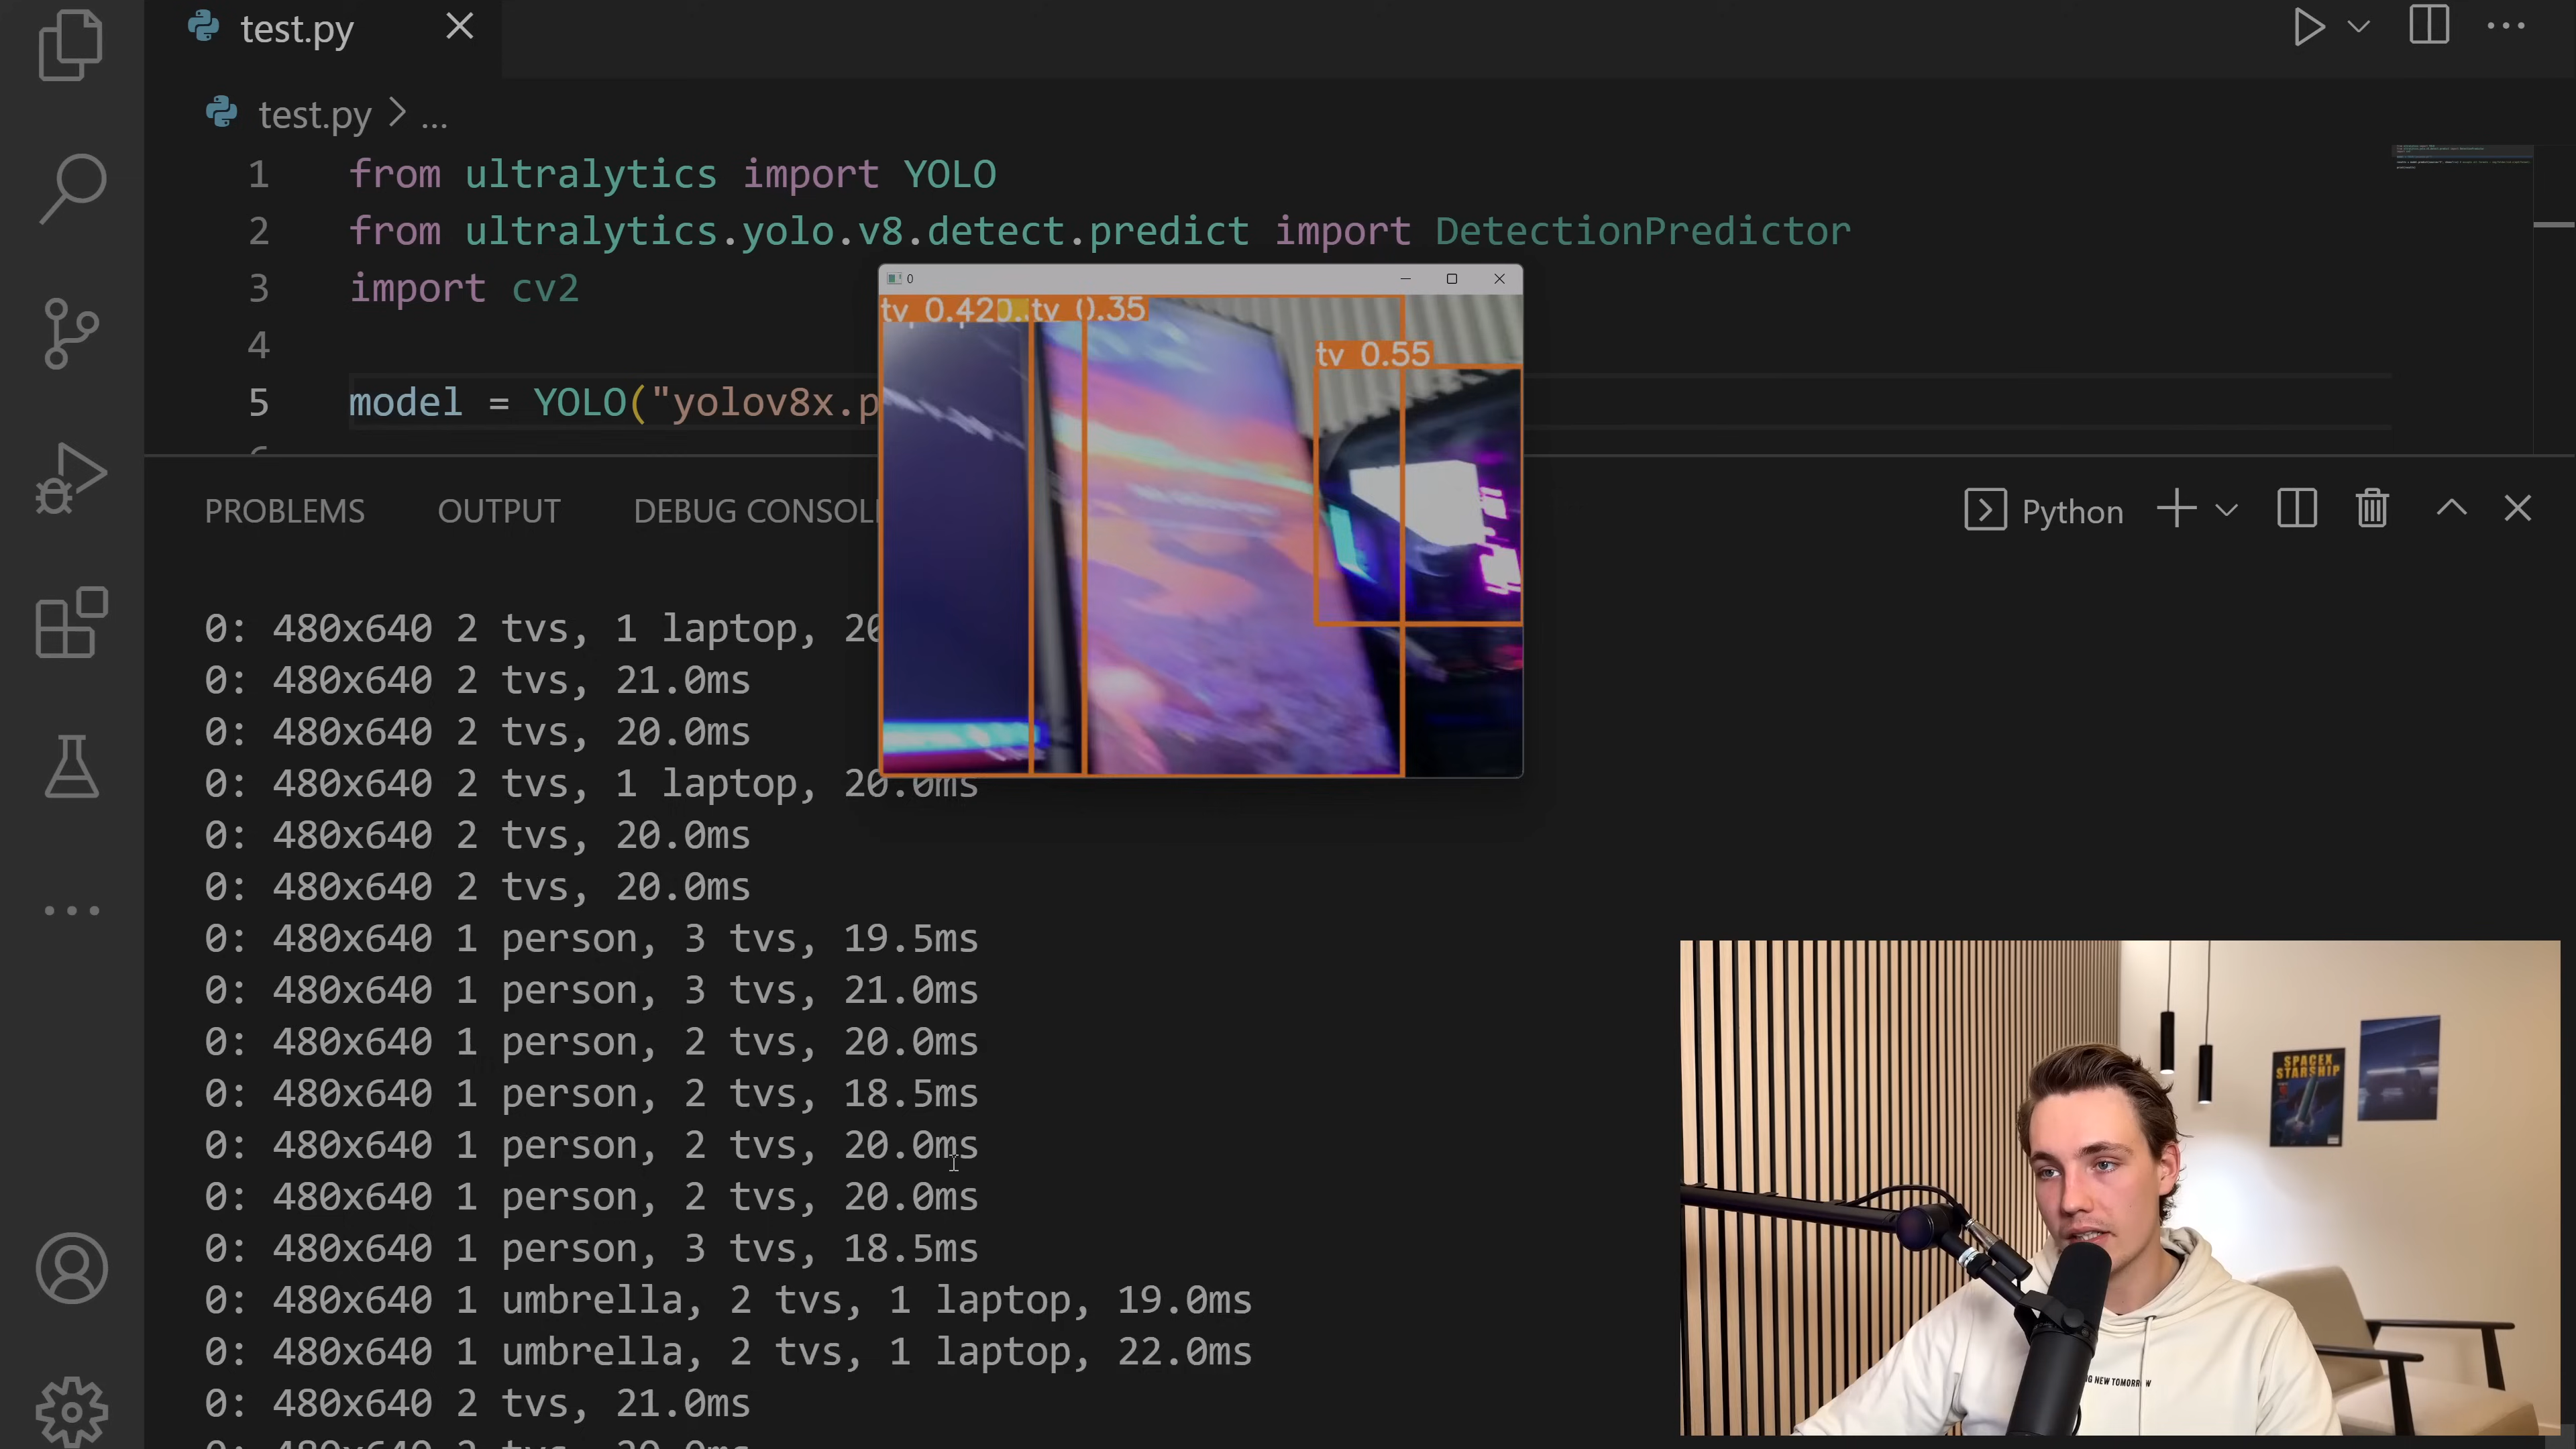 test.py
test.py > ...
1 from ultralytics import YOLO
2 from ultralytics.yolo.v8.detect.predict import DetectionPredictor
3 import cv2
4
5 model = YOLO("yolov8x.p
0
tv 0.42
tv 0.35
tv 0.55
PROBLEMS OUTPUT DEBUG CONSOL
Python
0: 480x640 2 tvs, 1 laptop, 20
0: 480x640 2 tvs, 21.0ms
0: 480x640 2 tvs, 20.0ms
0: 480x640 2 tvs, 1 laptop, 20.0ms
0: 480x640 2 tvs, 20.0ms
0: 480x640 2 tvs, 20.0ms
0: 480x640 1 person, 3 tvs, 19.5ms
0: 480x640 1 person, 3 tvs, 21.0ms
0: 480x640 1 person, 2 tvs, 20.0ms
0: 480x640 1 person, 2 tvs, 18.5ms
0: 480x640 1 person, 2 tvs, 20.0ms
0: 480x640 1 person, 2 tvs, 20.0ms
0: 480x640 1 person, 3 tvs, 18.5ms
0: 480x640 1 umbrella, 2 tvs, 1 laptop, 19.0ms
0: 480x640 1 umbrella, 2 tvs, 1 laptop, 22.0ms
0: 480x640 2 tvs, 21.0ms
SPACEX
STARSHIP
NEW TOMORROW